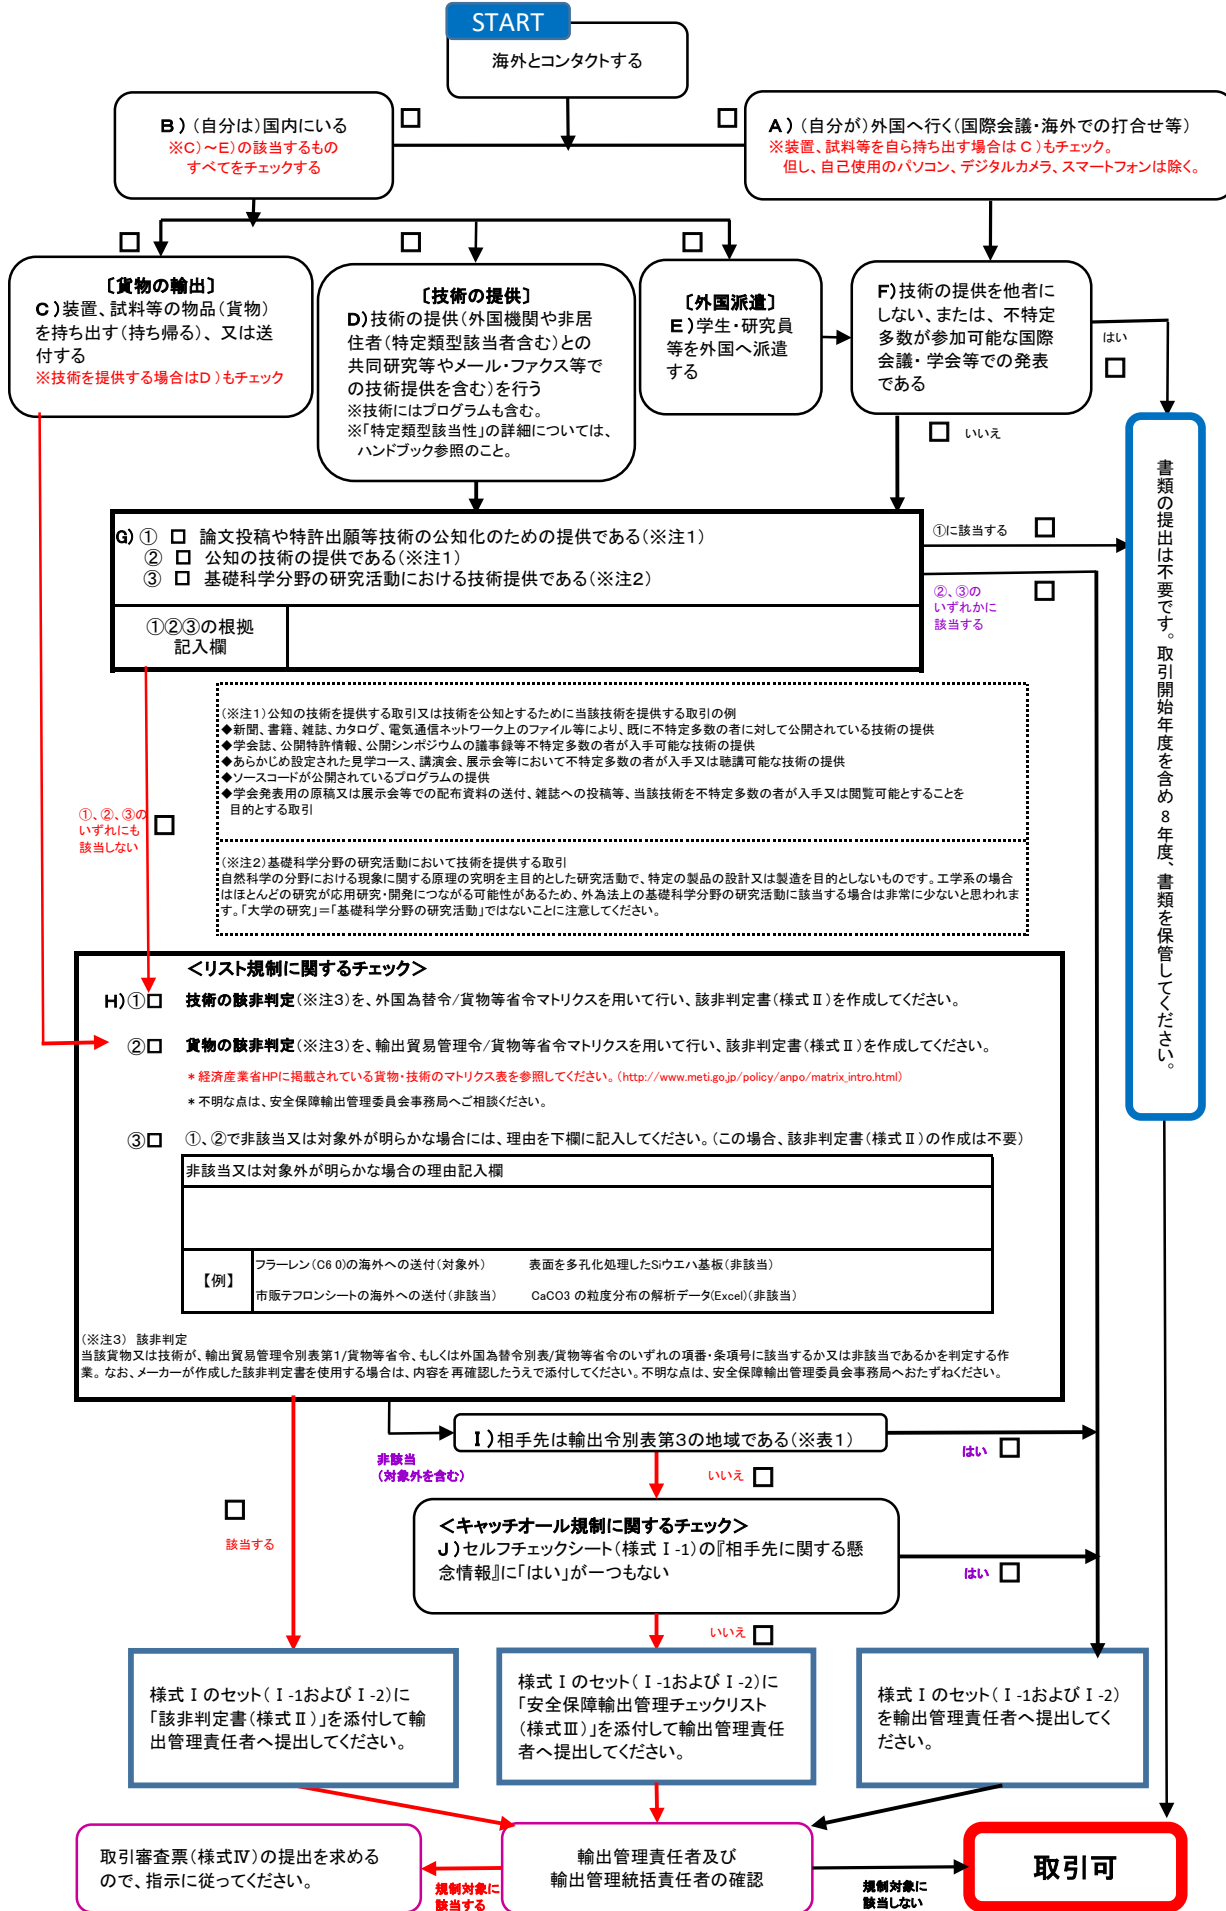 START
海外とコンタクトする
B)(自分は)国内にいる
※C)~E)の該当するもの
すべてをチェックする
A)(自分が)外国へ行く(国際会議・海外での打合せ等)
※装置、試料等を自ら持ち出す場合はC)もチェック。
但し、自己使用のパソコン、デジタルカメラ、スマートフォンは除く。
〔貨物の輸出〕
C)装置、試料等の物品(貨物)
を持ち出す(持ち帰る)、又は送
付する
※技術を提供する場合はD)もチェック
〔技術の提供〕
D)技術の提供(外国機関や非居
住者(特定類型該当者含む)との
共同研究等やメール・ファクス等で
の技術提供を含む)を行う
※技術にはプログラムも含む。
※「特定類型該当性」の詳細については、
ハンドブック参照のこと。
〔外国派遣〕
E)学生・研究員
等を外国へ派遣
する
F)技術の提供を他者に
しない、または、不特定
多数が参加可能な国際
会議・学会等での発表
である
はい
いいえ
書類の提出は不要です。取引開始年度を含め8年度、書類を保管してください。
G)① □ 論文投稿や特許出願等技術の公知化のための提供である(※注1)
② □ 公知の技術の提供である(※注1)
③ □ 基礎科学分野の研究活動における技術提供である(※注2)
①②③の根拠
記入欄
①に該当する
②、③の
いずれかに
該当する
(※注1)公知の技術を提供する取引又は技術を公知とするために当該技術を提供する取引の例
◆新聞、書籍、雑誌、カタログ、電気通信ネットワーク上のファイル等により、既に不特定多数の者に対して公開されている技術の提供
◆学会誌、公開特許情報、公開シンポジウムの議事録等不特定多数の者が入手可能な技術の提供
◆あらかじめ設定された見学コース、講演会、展示会等において不特定多数の者が入手又は聴講可能な技術の提供
◆ソースコードが公開されているプログラムの提供
◆学会発表用の原稿又は展示会等での配布資料の送付、雑誌への投稿等、当該技術を不特定多数の者が入手又は閲覧可能とすることを
目的とする取引
①、②、③の
いずれにも
該当しない
(※注2)基礎科学分野の研究活動において技術を提供する取引
自然科学の分野における現象に関する原理の究明を主目的とした研究活動で、特定の製品の設計又は製造を目的としないものです。工学系の場合
はほとんどの研究が応用研究・開発につながる可能性があるため、外為法上の基礎科学分野の研究活動に該当する場合は非常に少ないと思われま
す。「大学の研究」=「基礎科学分野の研究活動」ではないことに注意してください。
<リスト規制に関するチェック>
H)①□ 技術の該非判定(※注3)を、外国為替令/貨物等省令マトリクスを用いて行い、該非判定書(様式Ⅱ)を作成してください。
②□ 貨物の該非判定(※注3)を、輸出貿易管理令/貨物等省令マトリクスを用いて行い、該非判定書(様式Ⅱ)を作成してください。
*経済産業省HPに掲載されている貨物・技術のマトリクス表を参照してください。(http://www.meti.go.jp/policy/anpo/matrix_intro.html)
*不明な点は、安全保障輸出管理委員会事務局へご相談ください。
③□ ①、②で非該当又は対象外が明らかな場合には、理由を下欄に記入してください。(この場合、該非判定書(様式Ⅱ)の作成は不要)
非該当又は対象外が明らかな場合の理由記入欄
【例】
フラーレン(C6 0)の海外への送付(対象外) 表面を多孔化処理したSiウエハ基板(非該当)
市販テフロンシートの海外への送付(非該当) CaCO3 の粒度分布の解析データ(Excel)(非該当)
(※注3) 該非判定
当該貨物又は技術が、輸出貿易管理令別表第1/貨物等省令、もしくは外国為替令別表/貨物等省令のいずれの項番・条項号に該当するか又は非該当であるかを判定する作
業。なお、メーカーが作成した該非判定書を使用する場合は、内容を再確認したうえで添付してください。不明な点は、安全保障輸出管理委員会事務局へおたずねください。
I)相手先は輸出令別表第3の地域である(※表1)
非該当
(対象外を含む)
はい
いいえ
該当する
<キャッチオール規制に関するチェック>
J)セルフチェックシート(様式Ⅰ-1)の『相手先に関する懸
念情報』に「はい」が一つもない
はい
いいえ
様式Ⅰのセット(Ⅰ-1およびⅠ-2)に
「該非判定書(様式Ⅱ)」を添付して輸
出管理責任者へ提出してください。
様式Ⅰのセット(Ⅰ-1およびⅠ-2)に
「安全保障輸出管理チェックリスト
(様式Ⅲ)」を添付して輸出管理責任
者へ提出してください。
様式Ⅰのセット(Ⅰ-1およびⅠ-2)
を輸出管理責任者へ提出してく
ださい。
取引審査票(様式Ⅳ)の提出を求める
ので、指示に従ってください。
規制対象に
該当する
輸出管理責任者及び
輸出管理統括責任者の確認
規制対象に
該当しない
取引可